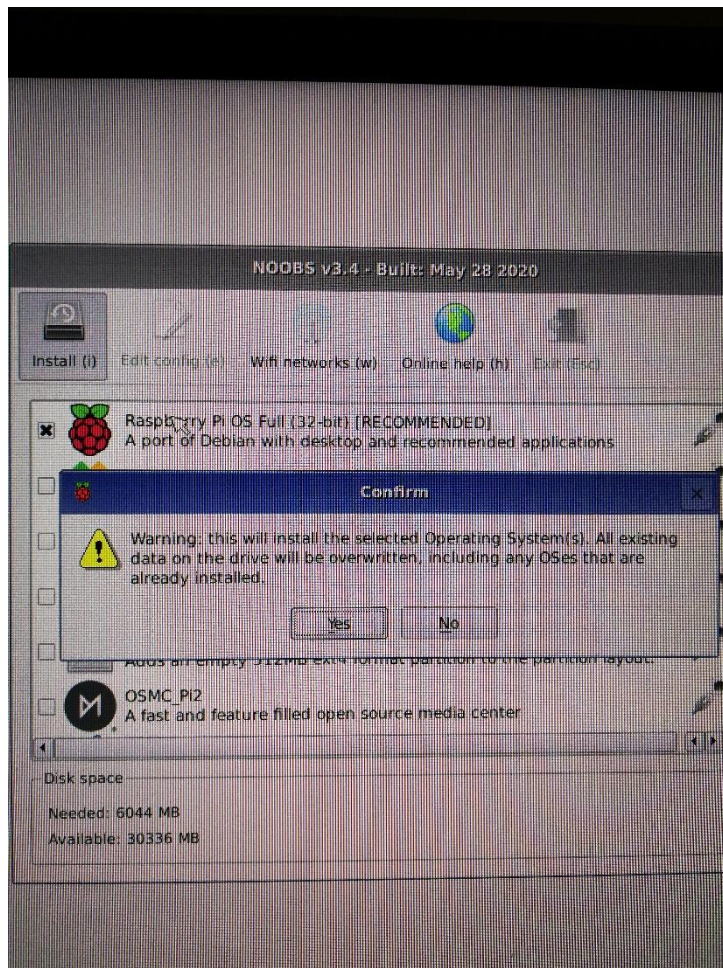 NOOBS v3.4 - Built: May 28 2020
Install (i) Edit config (e) Wifi networks (w) Online help (h) Exit (Esc)
Raspberry Pi OS Full (32-bit) [RECOMMENDED]
A port of Debian with desktop and recommended applications
Confirm
Warning: this will install the selected Operating System(s). All existing
data on the drive will be overwritten, including any OSes that are
already installed.
Yes No
Adds an empty 512MB ext4 format partition to the partition layout.
OSMC_Pi2
A fast and feature filled open source media center
Disk space
Needed: 6044 MB
Available: 30336 MB